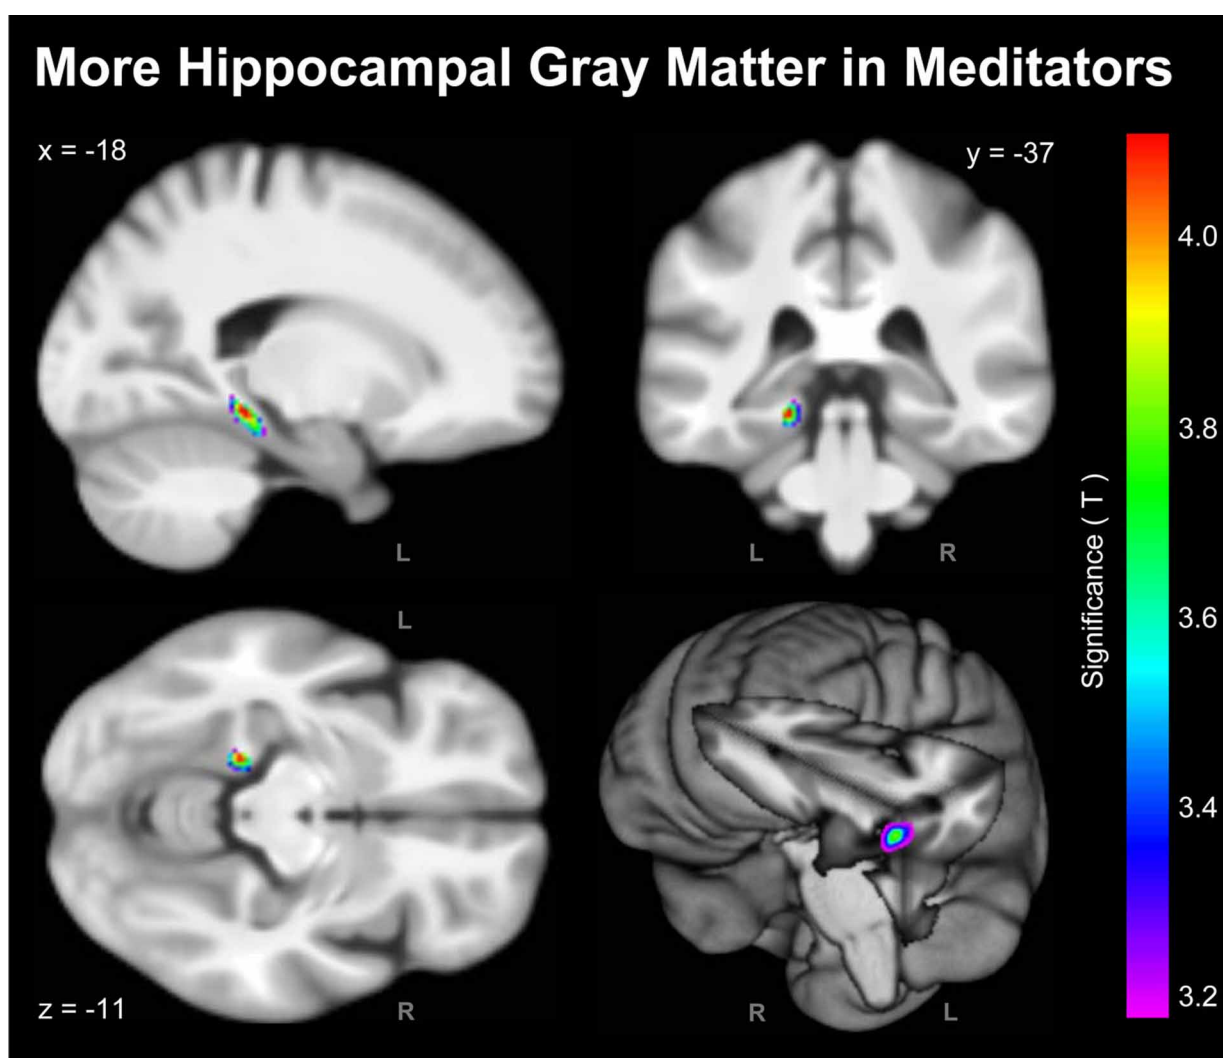 More Hippocampal Gray Matter in Meditators
x = -18
y = -37
L
L
R
L
z = -11
R
R
L
Significance ( T )
4.0
3.8
3.6
3.4
3.2